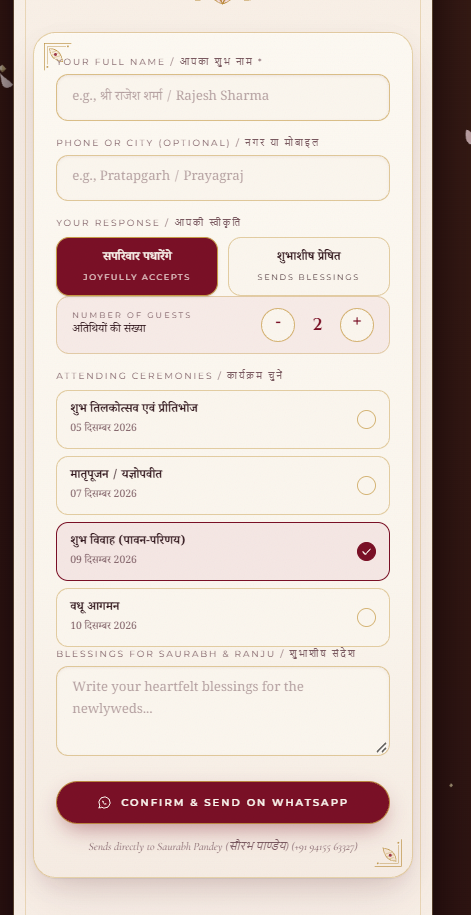 YOUR FULL NAME / आपका शुभ नाम *
e.g., श्री राजेश शर्मा / Rajesh Sharma
PHONE OR CITY (OPTIONAL) / नगर या मोबाइल
e.g., Pratapgarh / Prayagraj
YOUR RESPONSE / आपकी स्वीकृति
सपरिवार पधारेंगे
JOYFULLY ACCEPTS
शुभाशीष प्रेषित
SENDS BLESSINGS
NUMBER OF GUESTS
अतिथियों की संख्या
- 2 +
ATTENDING CEREMONIES / कार्यक्रम चुनें
शुभ तिलकोत्सव एवं प्रीतिभोज
05 दिसम्बर 2026
मातृपूजन / यज्ञोपवीत
07 दिसम्बर 2026
शुभ विवाह (पावन-परिणय)
09 दिसम्बर 2026
वधू आगमन
10 दिसम्बर 2026
BLESSINGS FOR SAURABH & RANJU / शुभाशीष संदेश
Write your heartfelt blessings for the
newlyweds...
CONFIRM & SEND ON WHATSAPP
Sends directly to Saurabh Pandey (सौरभ पाण्डेय) (+91 94155 63327)